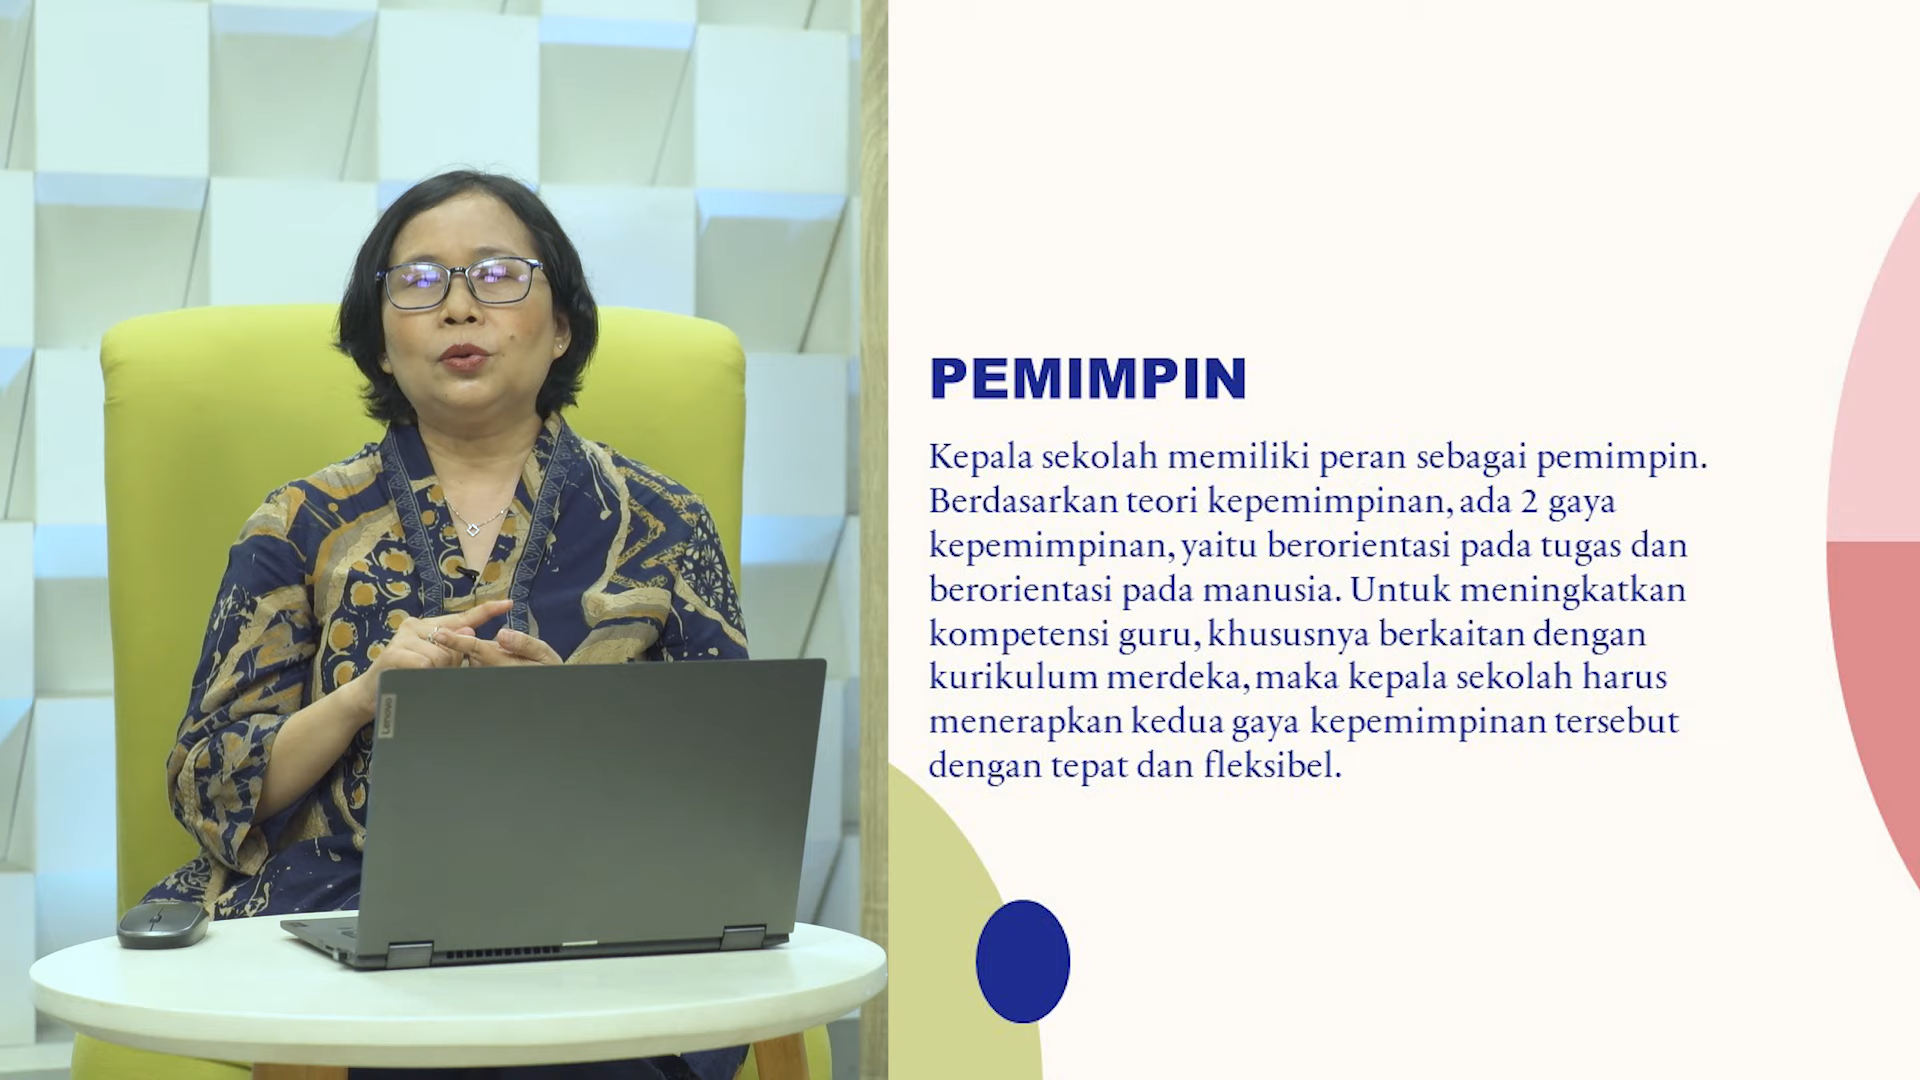 PEMIMPIN
Kepala sekolah memiliki peran sebagai pemimpin.
Berdasarkan teori kepemimpinan, ada 2 gaya
kepemimpinan, yaitu berorientasi pada tugas dan
berorientasi pada manusia. Untuk meningkatkan
kompetensi guru, khususnya berkaitan dengan
kurikulum merdeka, maka kepala sekolah harus
menerapkan kedua gaya kepemimpinan tersebut
dengan tepat dan fleksibel.
Lenovo